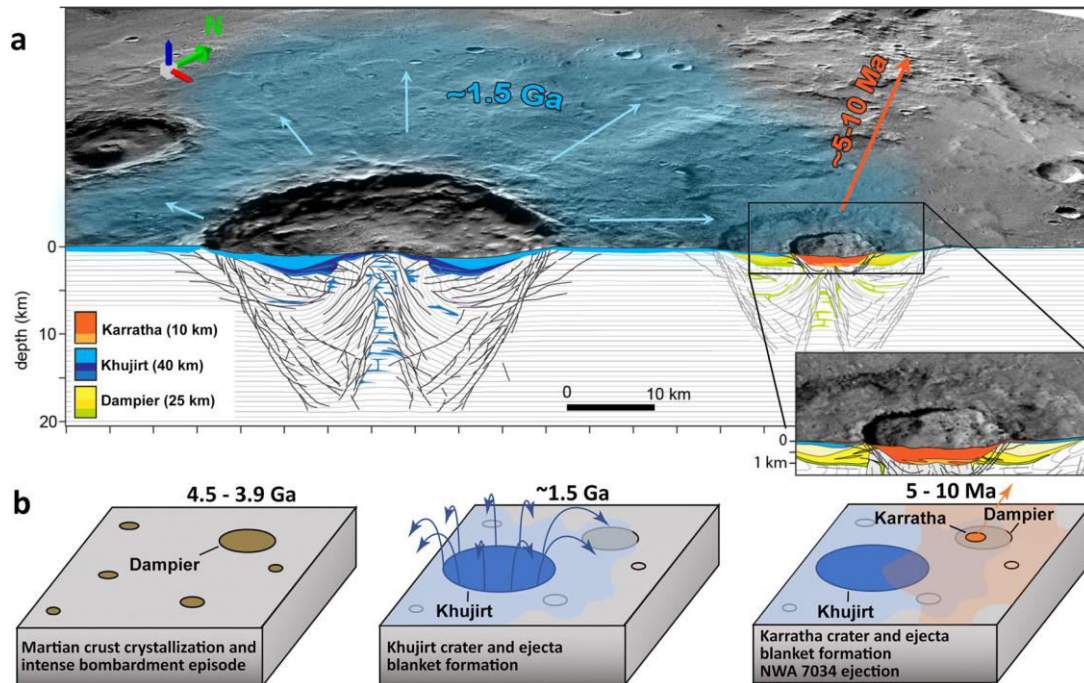 a
N
~1.5 Ga
~5-10 Ma
0
10
20
depth (km)
Karratha (10 km)
Khujirt (40 km)
Dampier (25 km)
0 10 km
0
1 km
b
4.5 - 3.9 Ga
Dampier
Martian crust crystallization and
intense bombardment episode
~1.5 Ga
Khujirt
Khujirt crater and ejecta
blanket formation
5 - 10 Ma
Karratha
Dampier
Khujirt
Karratha crater and ejecta
blanket formation
NWA 7034 ejection